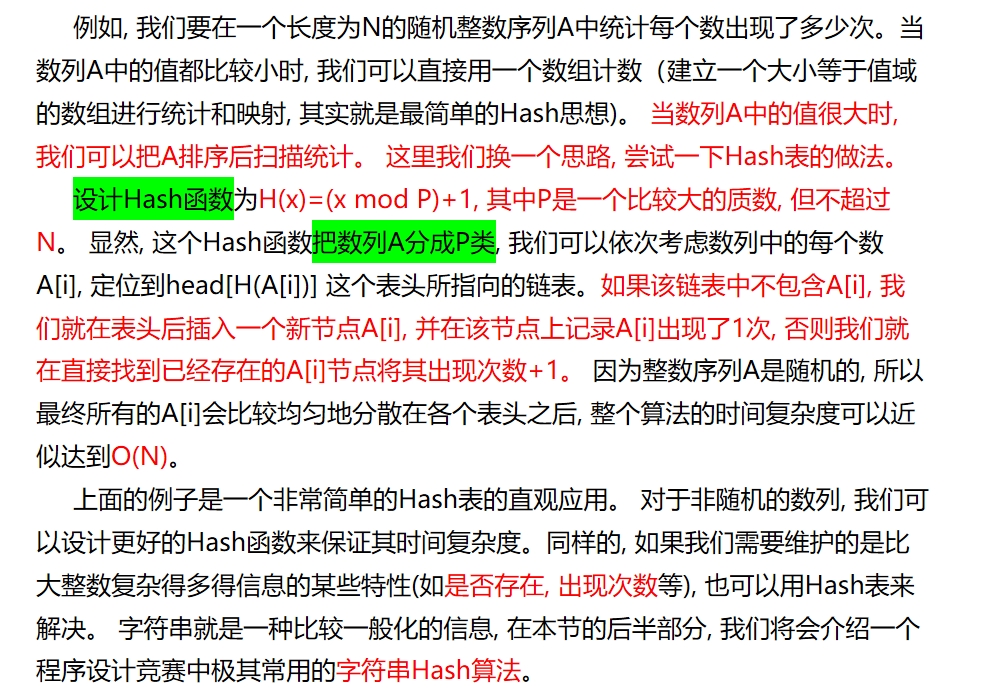 例如, 我们要在一个长度为N的随机整数序列A中统计每个数出现了多少次。当
数列A中的值都比较小时, 我们可以直接用一个数组计数（建立一个大小等于值域
的数组进行统计和映射, 其实就是最简单的Hash思想)。 当数列A中的值很大时,
我们可以把A排序后扫描统计。 这里我们换一个思路, 尝试一下Hash表的做法。
设计Hash函数为H(x)=(x mod P)+1, 其中P是一个比较大的质数, 但不超过
N。 显然, 这个Hash函数把数列A分成P类, 我们可以依次考虑数列中的每个数
A[i], 定位到head[H(A[i])] 这个表头所指向的链表。如果该链表中不包含A[i], 我
们就在表头后插入一个新节点A[i], 并在该节点上记录A[i]出现了1次, 否则我们就
在直接找到已经存在的A[i]节点将其出现次数+1。 因为整数序列A是随机的, 所以
最终所有的A[i]会比较均匀地分散在各个表头之后, 整个算法的时间复杂度可以近
似达到O(N)。
上面的例子是一个非常简单的Hash表的直观应用。 对于非随机的数列, 我们可
以设计更好的Hash函数来保证其时间复杂度。同样的, 如果我们需要维护的是比
大整数复杂得多得信息的某些特性(如是否存在, 出现次数等), 也可以用Hash表来
解决。 字符串就是一种比较一般化的信息, 在本节的后半部分, 我们将会介绍一个
程序设计竞赛中极其常用的字符串Hash算法。